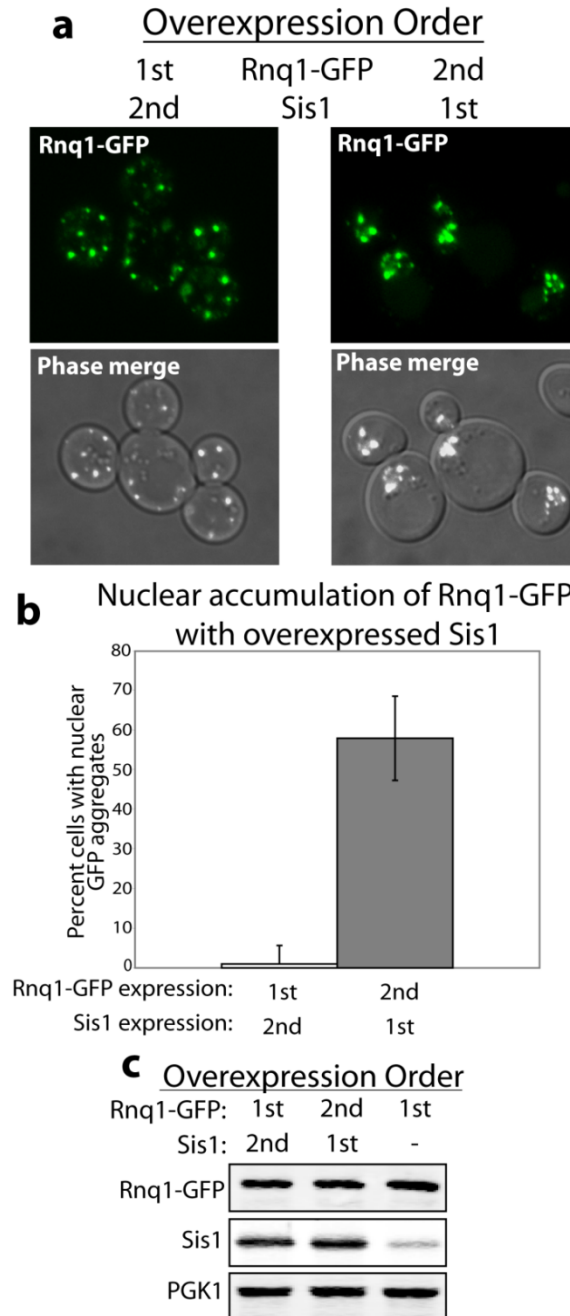 a Overexpression Order
1st Rnq1-GFP 2nd
2nd Sis1 1st
Rnq1-GFP Rnq1-GFP
Phase merge Phase merge
b Nuclear accumulation of Rnq1-GFP
with overexpressed Sis1
Percent cells with nuclear
GFP aggregates
80
70
60
50
40
30
20
10
0
Rnq1-GFP expression: 1st 2nd
Sis1 expression: 2nd 1st
c Overexpression Order
Rnq1-GFP: 1st 2nd 1st
Sis1: 2nd 1st -
Rnq1-GFP
Sis1
PGK1